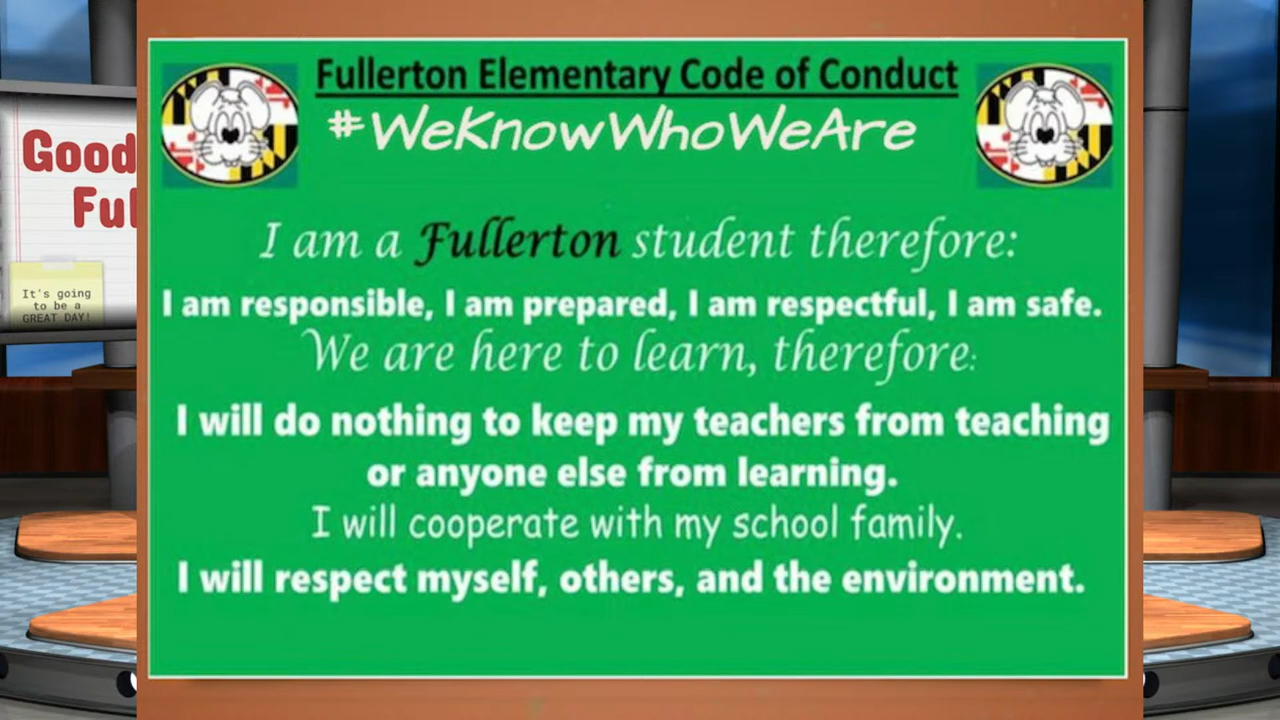 Fullerton Elementary Code of Conduct
#WeKnowWhoWeAre
I am a Fullerton student therefore:
I am responsible, I am prepared, I am respectful, I am safe.
We are here to learn, therefore:
I will do nothing to keep my teachers from teaching
or anyone else from learning.
I will cooperate with my school family.
I will respect myself, others, and the environment.
Good
Ful
It's going
to be a
GREAT DAY!